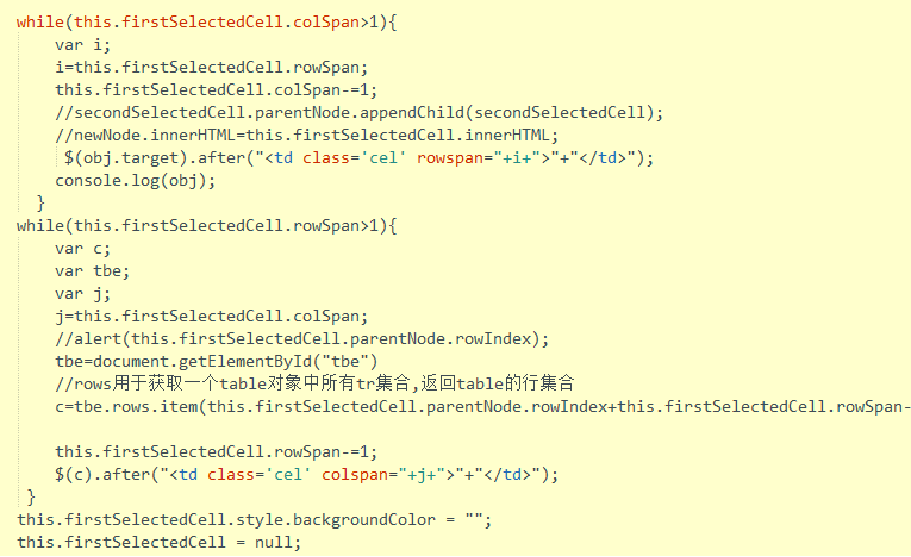 while(this.firstSelectedCell.colSpan>1){
var i;
i=this.firstSelectedCell.rowSpan;
this.firstSelectedCell.colSpan-=1;
//secondSelectedCell.parentNode.appendChild(secondSelectedCell);
//newNode.innerHTML=this.firstSelectedCell.innerHTML;
$(obj.target).after("<td class='cel' rowspan="+i+">"+"</td>");
console.log(obj);
}
while(this.firstSelectedCell.rowSpan>1){
var c;
var tbe;
var j;
j=this.firstSelectedCell.colSpan;
//alert(this.firstSelectedCell.parentNode.rowIndex);
tbe=document.getElementById("tbe")
//rows用于获取一个table对象中所有tr集合,返回table的行集合
c=tbe.rows.item(this.firstSelectedCell.parentNode.rowIndex+this.firstSelectedCell.rowSpan-
this.firstSelectedCell.rowSpan-=1;
$(c).after("<td class='cel' colspan="+j+">"+"</td>");
}
this.firstSelectedCell.style.backgroundColor = "";
this.firstSelectedCell = null;